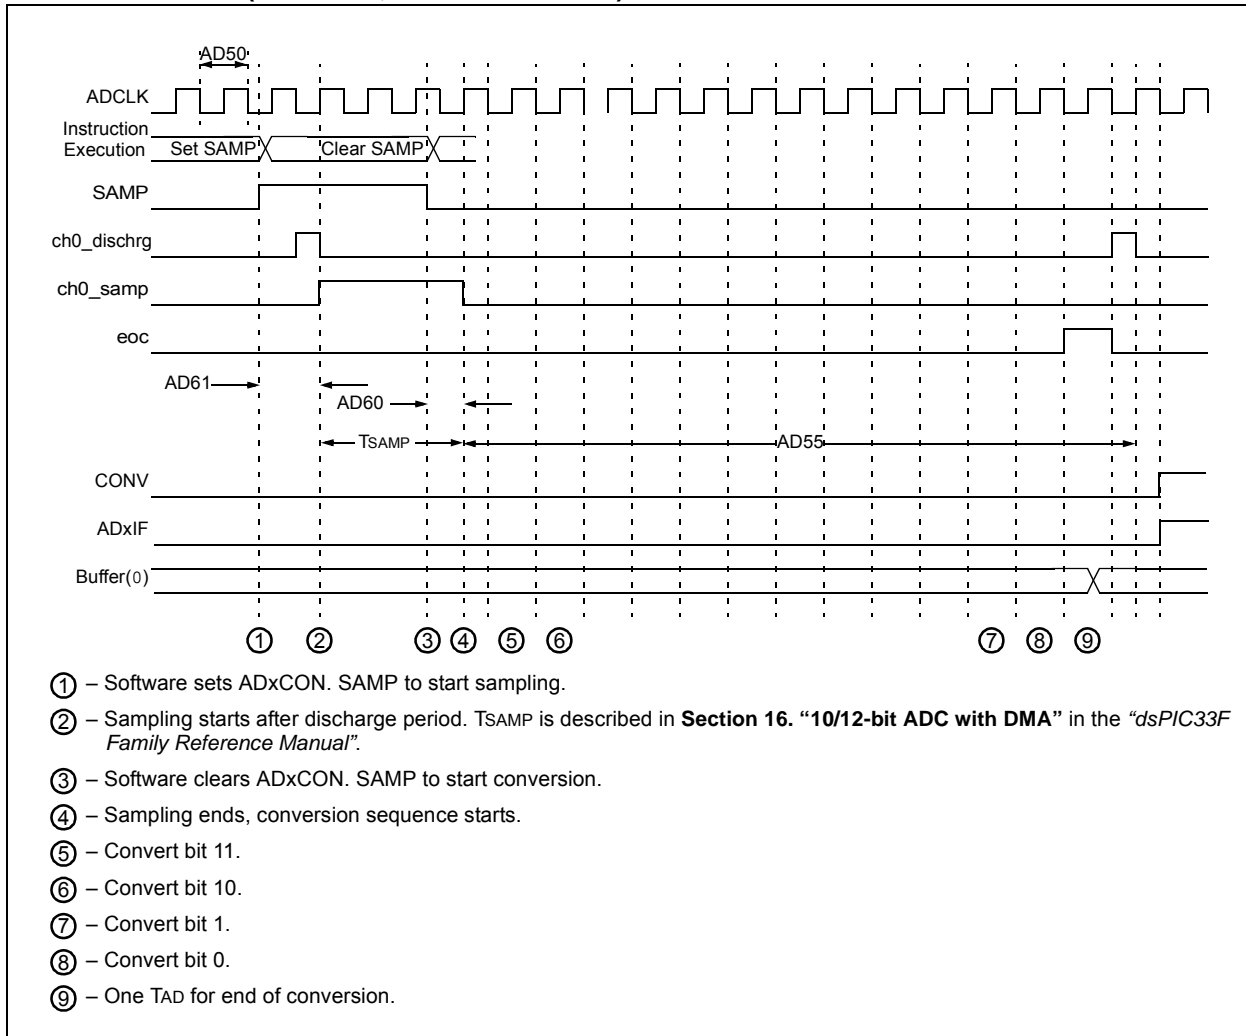 AD50
ADCLK
Instruction
Execution
Set SAMP
Clear SAMP
SAMP
ch0_dischrg
ch0_samp
eoc
AD61
AD60
TSAMP
AD55
CONV
ADxIF
Buffer(0)
1 2 3 4 5 6 7 8 9
1 – Software sets ADxCON. SAMP to start sampling.
2 – Sampling starts after discharge period. TSAMP is described in Section 16. “10/12-bit ADC with DMA” in the “dsPIC33F
Family Reference Manual”.
3 – Software clears ADxCON. SAMP to start conversion.
4 – Sampling ends, conversion sequence starts.
5 – Convert bit 11.
6 – Convert bit 10.
7 – Convert bit 1.
8 – Convert bit 0.
9 – One TAD for end of conversion.